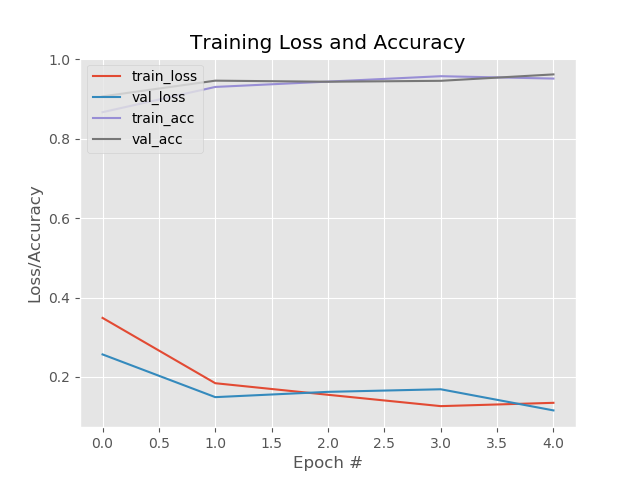 Training Loss and Accuracy
1.0
train_loss
val_loss
train_acc
val_acc
0.8
0.6
0.4
0.2
Loss/Accuracy
0.0 0.5 1.0 1.5 2.0 2.5 3.0 3.5 4.0
Epoch #